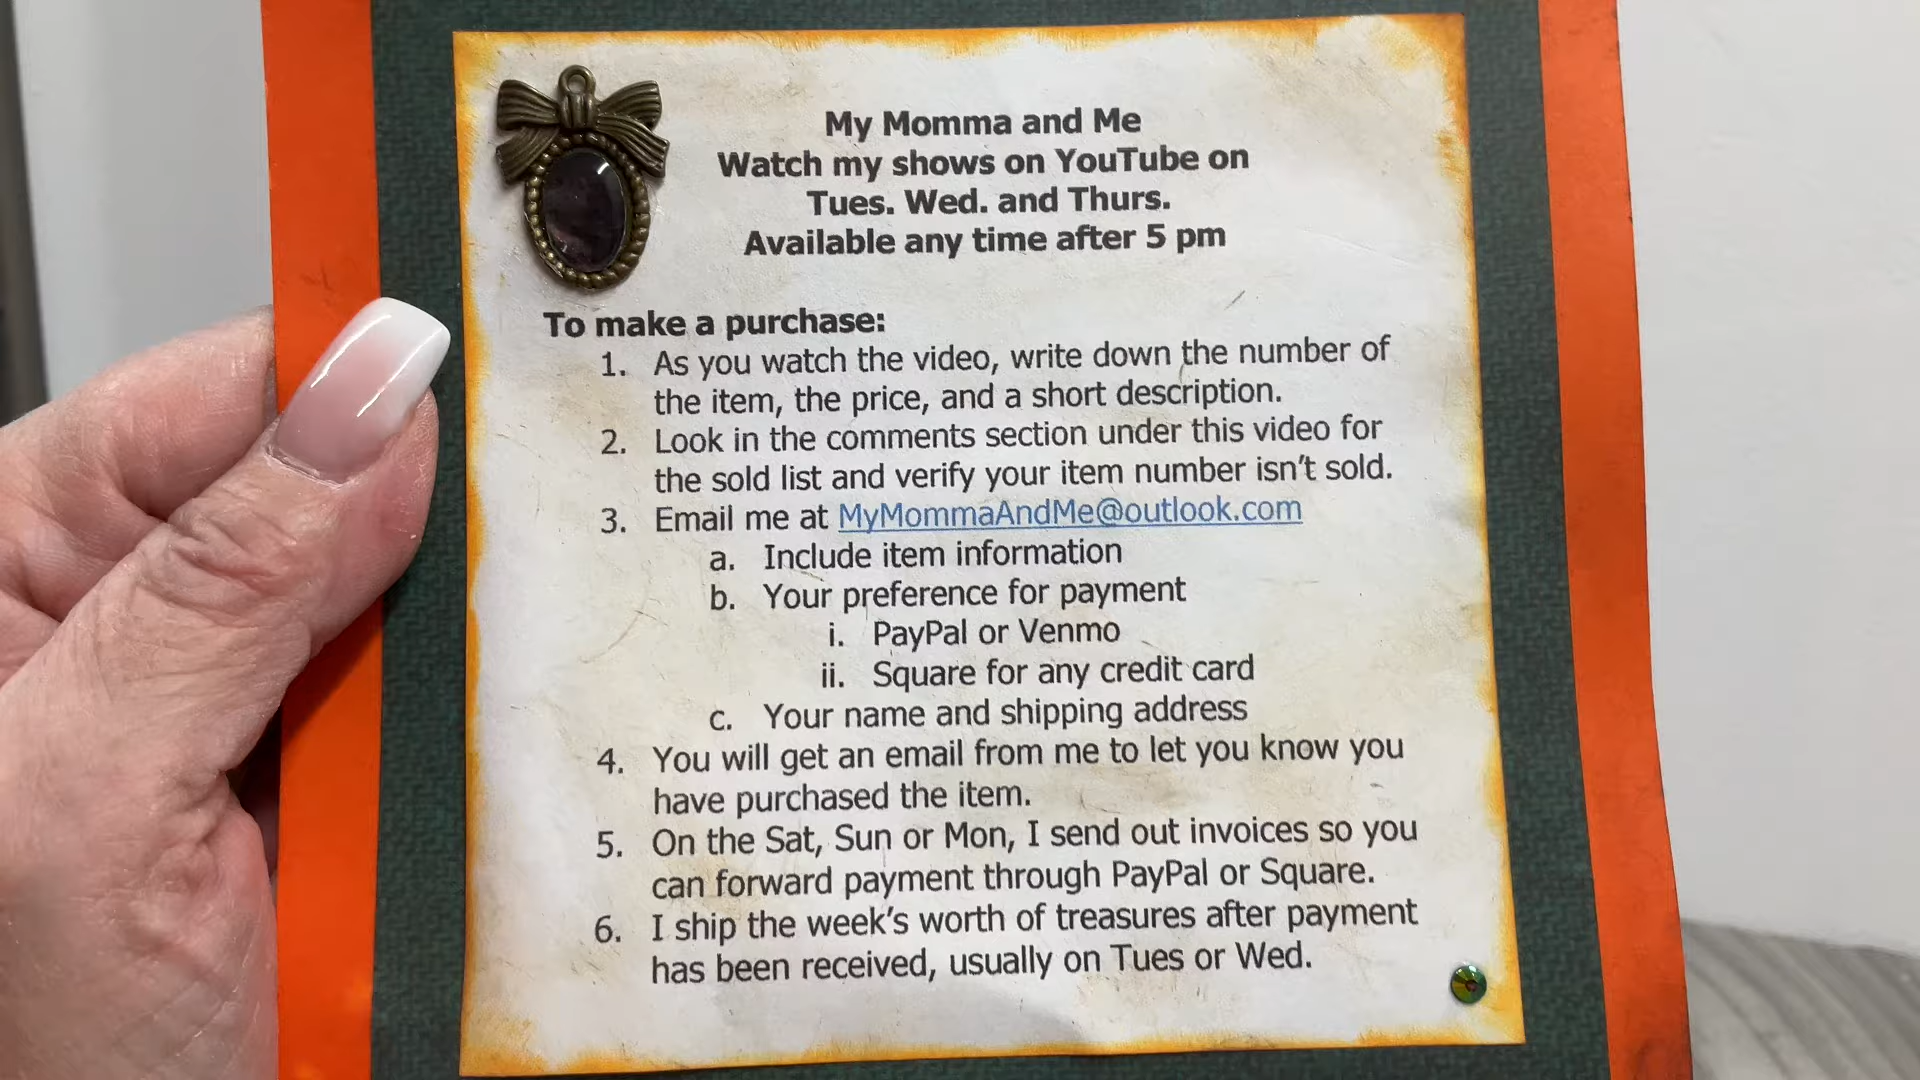 My Momma and Me
Watch my shows on YouTube on
Tues. Wed. and Thurs.
Available any time after 5 pm
To make a purchase:
1. As you watch the video, write down the number of
the item, the price, and a short description.
2. Look in the comments section under this video for
the sold list and verify your item number isn't sold.
3. Email me at MyMommaAndMe@outlook.com
a. Include item information
b. Your preference for payment
i. PayPal or Venmo
ii. Square for any credit card
c. Your name and shipping address
4. You will get an email from me to let you know you
have purchased the item.
5. On the Sat, Sun or Mon, I send out invoices so you
can forward payment through PayPal or Square.
6. I ship the week's worth of treasures after payment
has been received, usually on Tues or Wed.